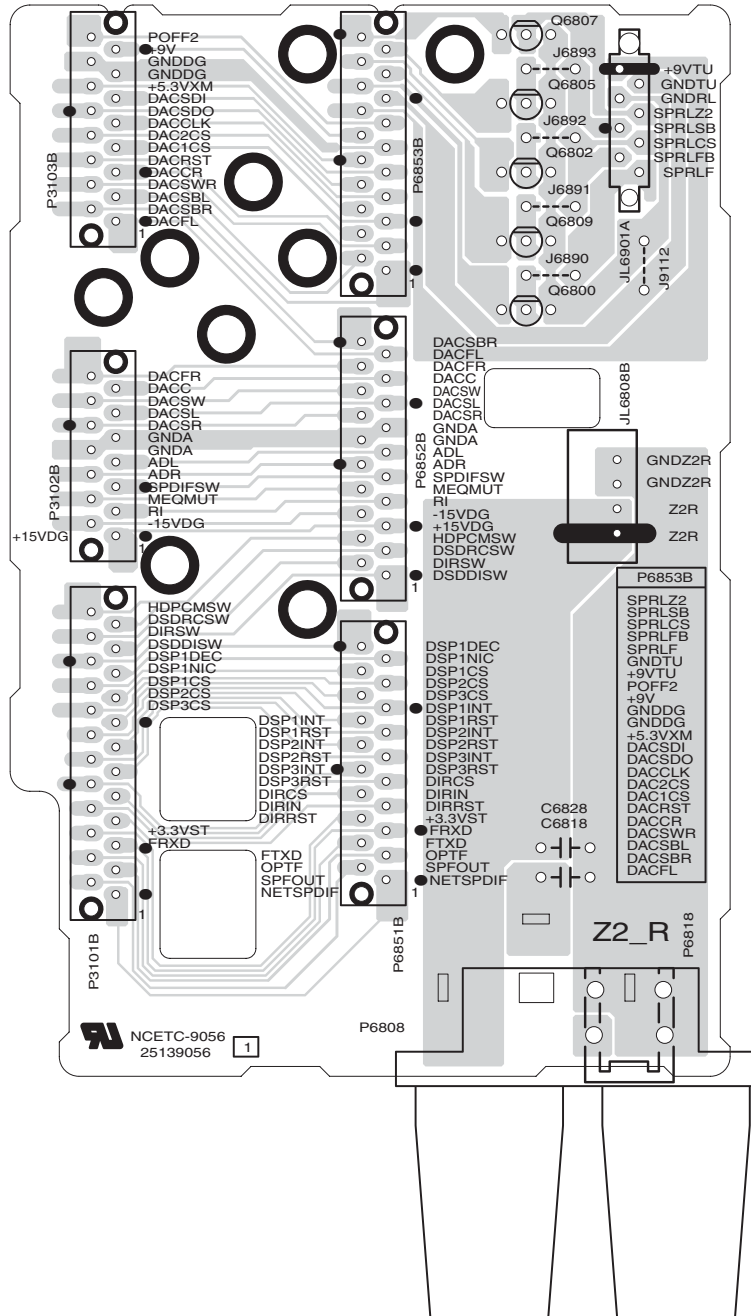 POFF2
+9V
GNDDG
GNDDG
+5.3VXM
DACSDI
DACSDO
DACCLK
DAC2CS
DAC1CS
DACRST
DACCR
DACSWR
DACSBL
DACSBR
DACFL
1
P3103B
P6853B
1
Q6807
J6893
Q6805
J6892
Q6802
J6891
Q6809
J6890
Q6800
+9VTU
GNDTU
GNDRL
SPRLZ2
SPRLSB
SPRLCS
SPRLFB
SPRLF
JL6901A
J9112
DACFR
DACC
DACSW
DACSL
DACSR
GNDA
GNDA
ADL
ADR
SPDIFSW
MEQMUT
RI
-15VDG
+15VDG
1
P3102B
DACSBR
DACFL
DACFR
DACC
DACSW
DACSL
DACSR
GNDA
GNDA
ADL
ADR
SPDIFSW
MEQMUT
RI
-15VDG
+15VDG
HDPCMSW
DSDRCSW
DIRSW
DSDDISW
1
P6852B
JL6808B
GNDZ2R
GNDZ2R
Z2R
Z2R
HDPCMSW
DSDRCSW
DIRSW
DSDDISW
DSP1DEC
DSP1NIC
DSP1CS
DSP2CS
DSP3CS
DSP1INT
DSP1RST
DSP2INT
DSP2RST
DSP3INT
DSP3RST
DIRCS
DIRIN
DIRRST
+3.3VST
FRXD
FTXD
OPTF
SPFOUT
NETSPDIF
1
P3101B
DSP1DEC
DSP1NIC
DSP1CS
DSP2CS
DSP3CS
DSP1INT
DSP1RST
DSP2INT
DSP2RST
DSP3INT
DSP3RST
DIRCS
DIRIN
DIRRST
+3.3VST
FRXD
FTXD
OPTF
SPFOUT
NETSPDIF
1
P6851B
P6853B
SPRLZ2
SPRLSB
SPRLCS
SPRLFB
SPRLF
GNDTU
+9VTU
POFF2
+9V
GNDDG
GNDDG
+5.3VXM
DACSDI
DACSDO
DACCLK
DAC2CS
DAC1CS
DACRST
DACCR
DACSWR
DACSBL
DACSBR
DACFL
C6828
C6818
Z2_R
P6818
P6808
NCETC-9056
25139056
1